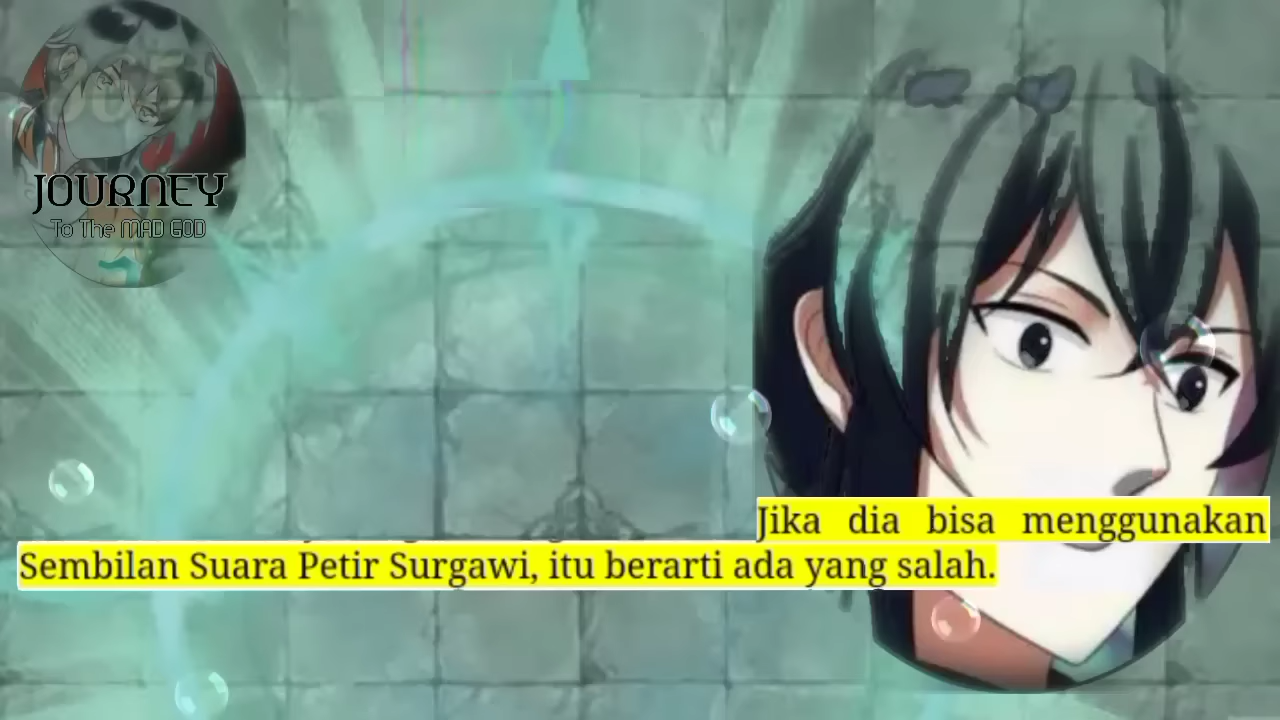 JOURNEY
To The MAD GOD
Jika dia bisa menggunakan
Sembilan Suara Petir Surgawi, itu berarti ada yang salah.